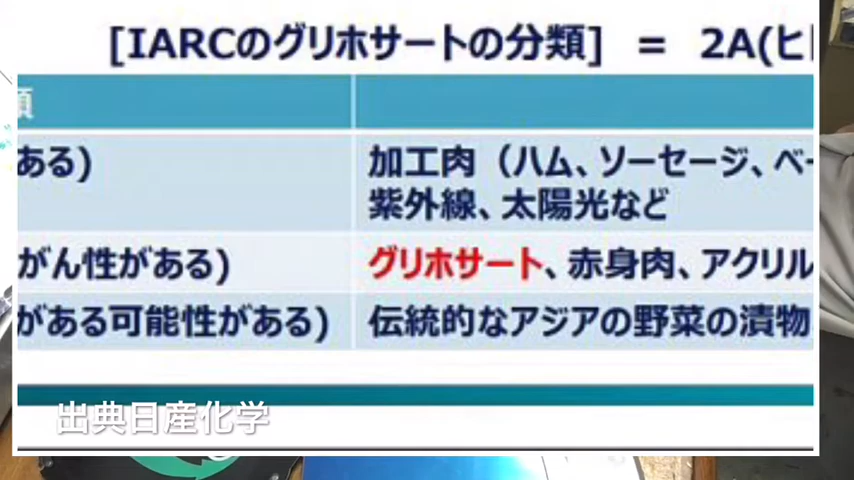 [IARCのグリホサートの分類] = 2A(ヒト
類
ある)
加工肉（ハム、ソーセージ、ベー
紫外線、太陽光など
がん性がある)
グリホサート、赤身肉、アクリル
がある可能性がある)
伝統的なアジアの野菜の漬物
出典日産化学